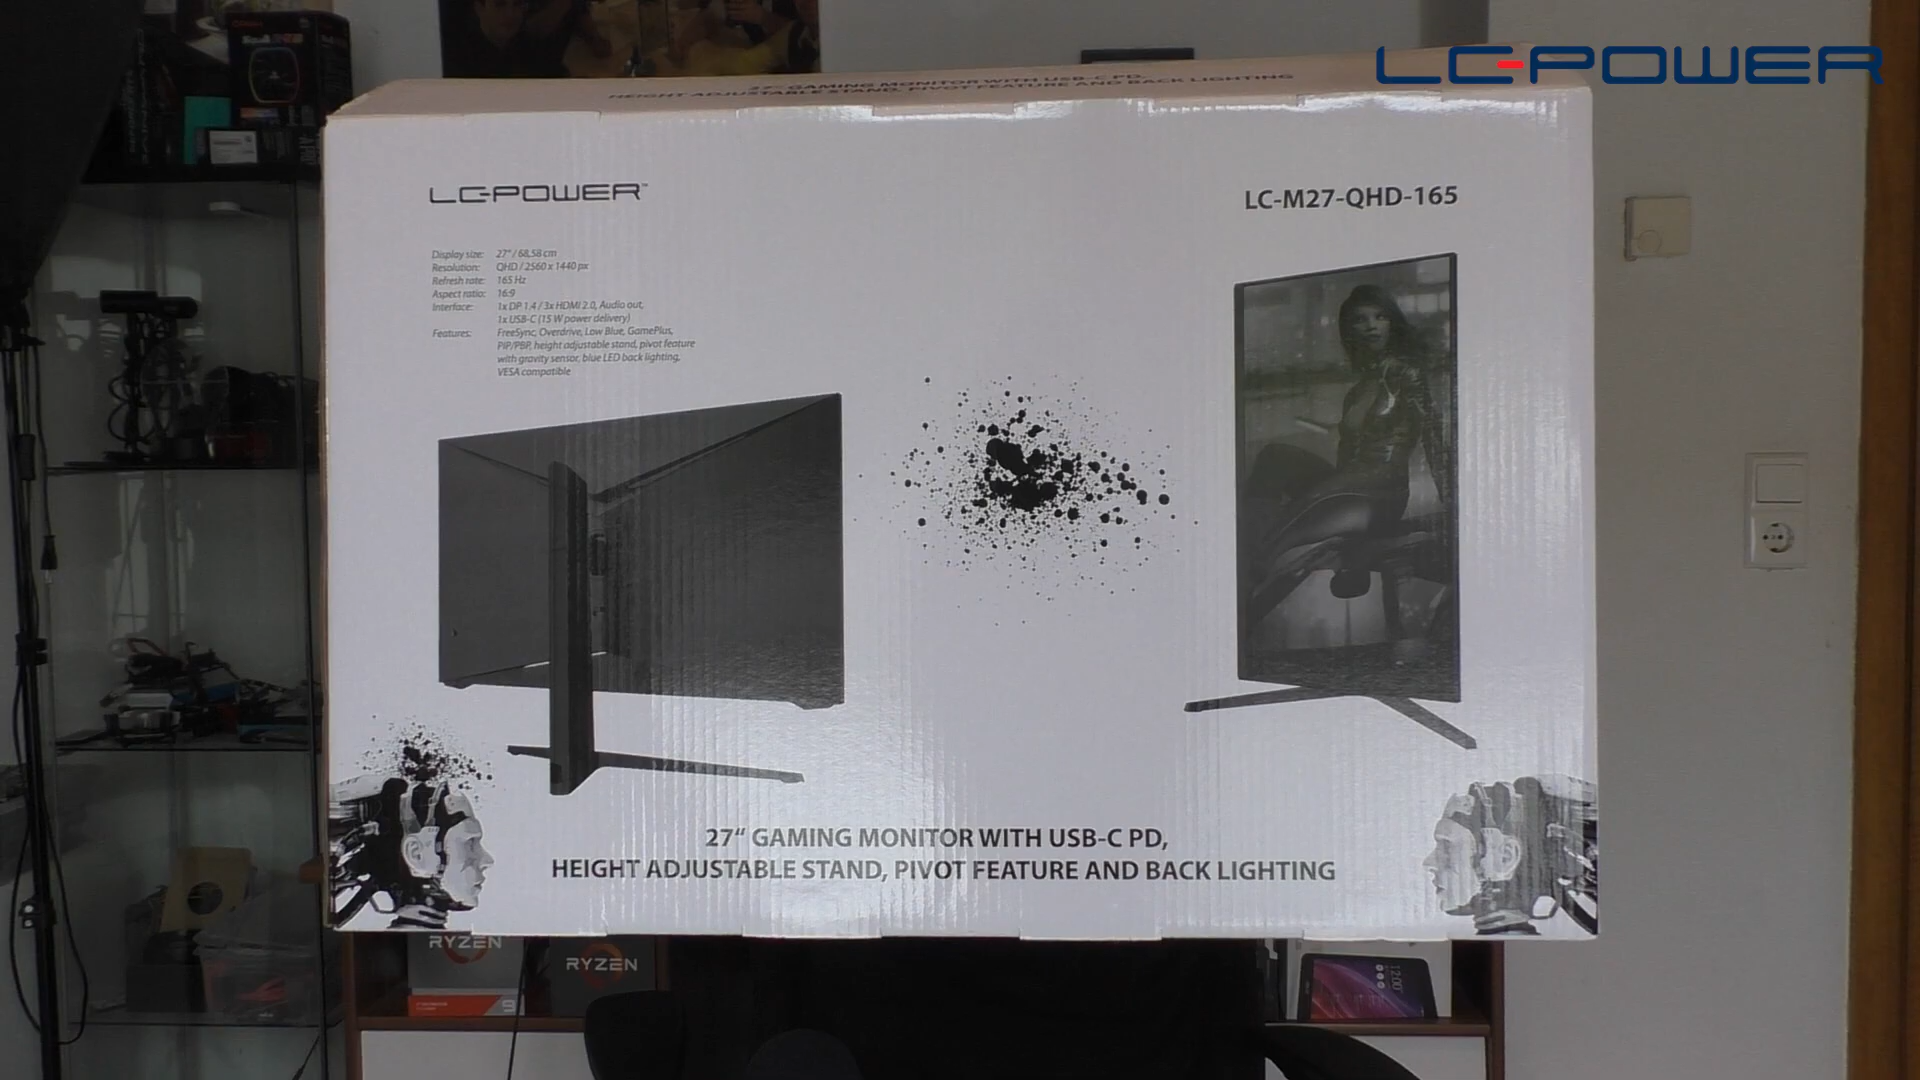 LC-POWER
27" GAMING MONITOR WITH USB-C PD,
HEIGHT ADJUSTABLE STAND, PIVOT FEATURE AND BACK LIGHTING
LC-POWER™
LC-M27-QHD-165
Display size: 27" / 68,58 cm
Resolution: QHD / 2560 x 1440 px
Refresh rate: 165 Hz
Aspect ratio: 16:9
Interface: 1x DP 1.4 / 3x HDMI 2.0, Audio out,
1x USB-C (15 W power delivery)
Features: FreeSync, Overdrive, Low Blue, GamePlus,
PIP/PBP, height adjustable stand, pivot feature
with gravity sensor, blue LED back lighting,
VESA compatible
27“ GAMING MONITOR WITH USB-C PD,
HEIGHT ADJUSTABLE STAND, PIVOT FEATURE AND BACK LIGHTING
RYZEN
9
RYZEN
12:00